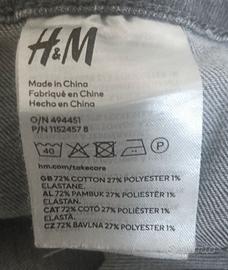 H&M
Made in China
Fabriqué en Chine
Hecho en China
O/N 494451
P/N 1152457 8
40 P
hm.com/takecare
GB 72% COTTON 27% POLYESTER 1%
ELASTANE.
AL 72% PAMBUK 27% POLIESTËR 1%
ELASTAN.
CAT 72% COTÓ 27% POLIÈSTER 1%
ELASTÀ.
CZ 72% BAVLNA 27% POLYESTER 1%